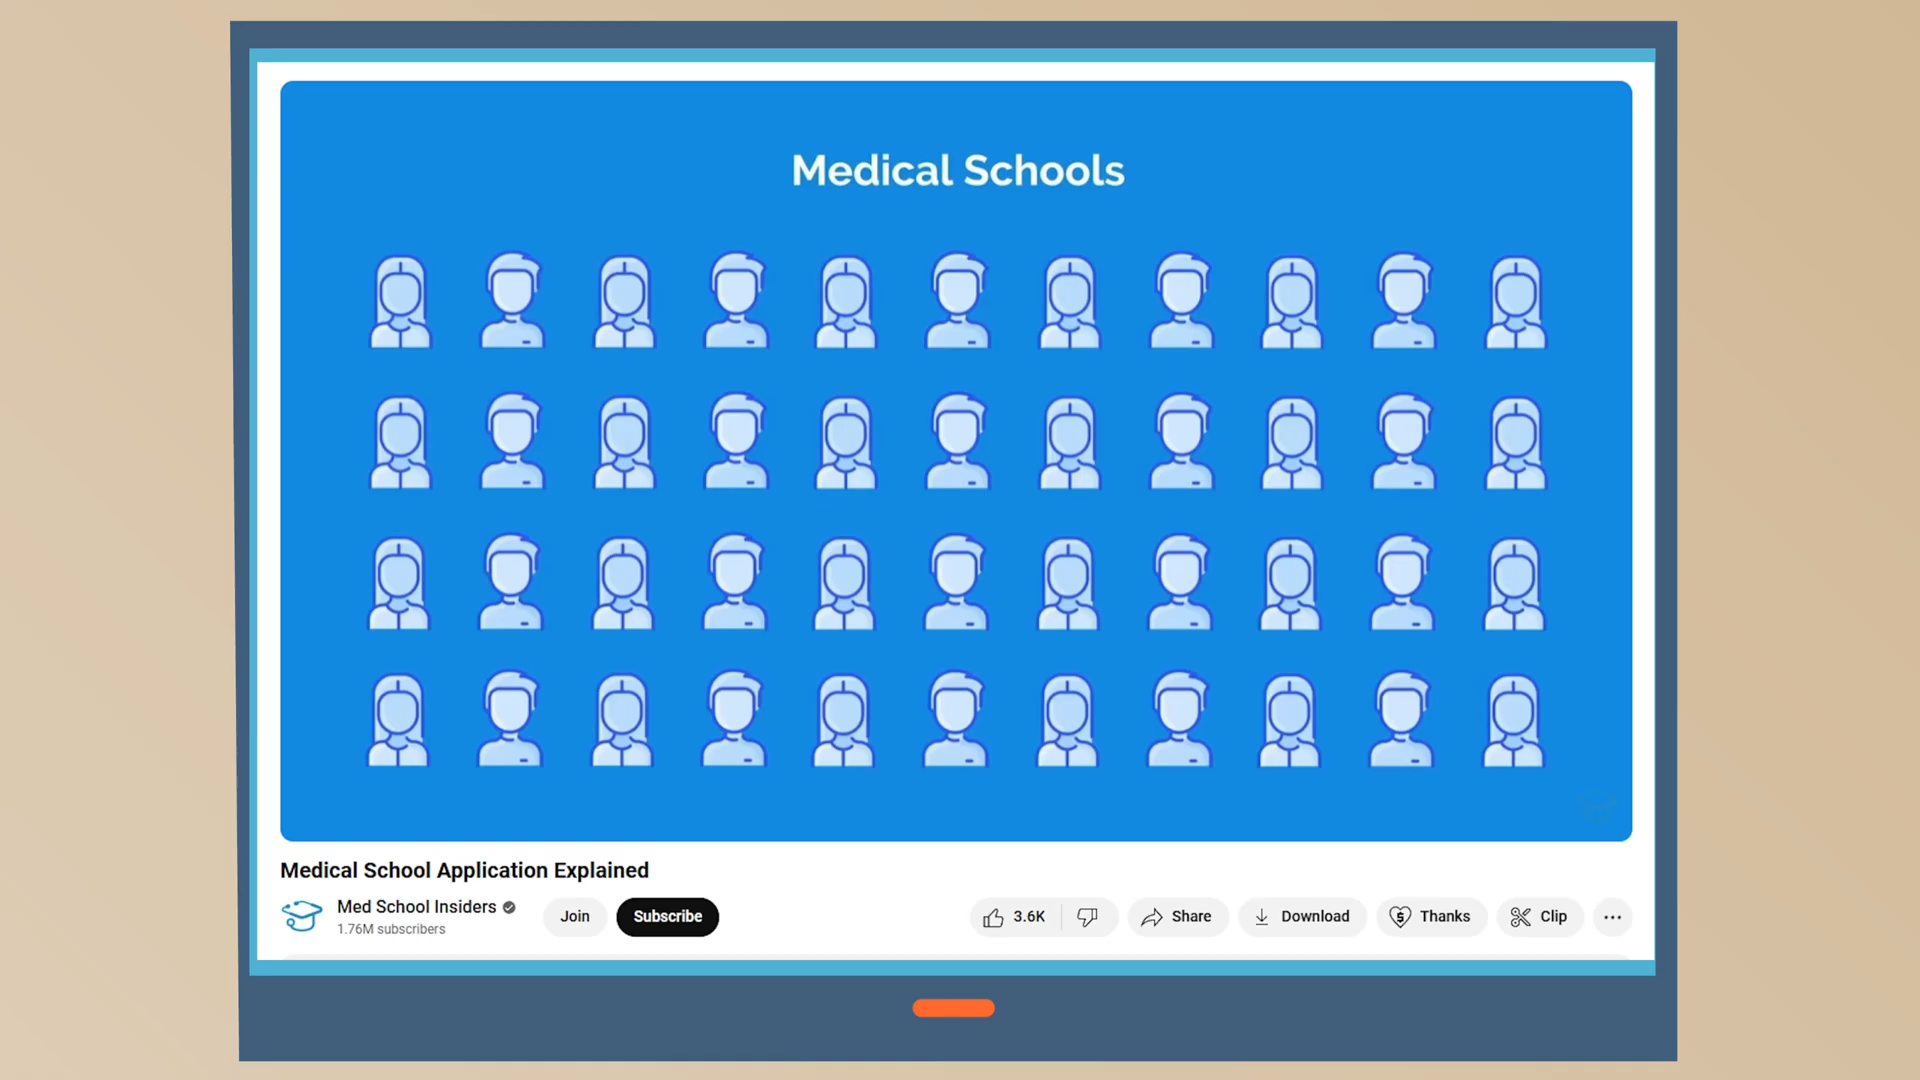 Medical Schools
Medical School Application Explained
Med School Insiders
1.76M subscribers
Join
Subscribe
3.6K
Share
Download
Thanks
Clip